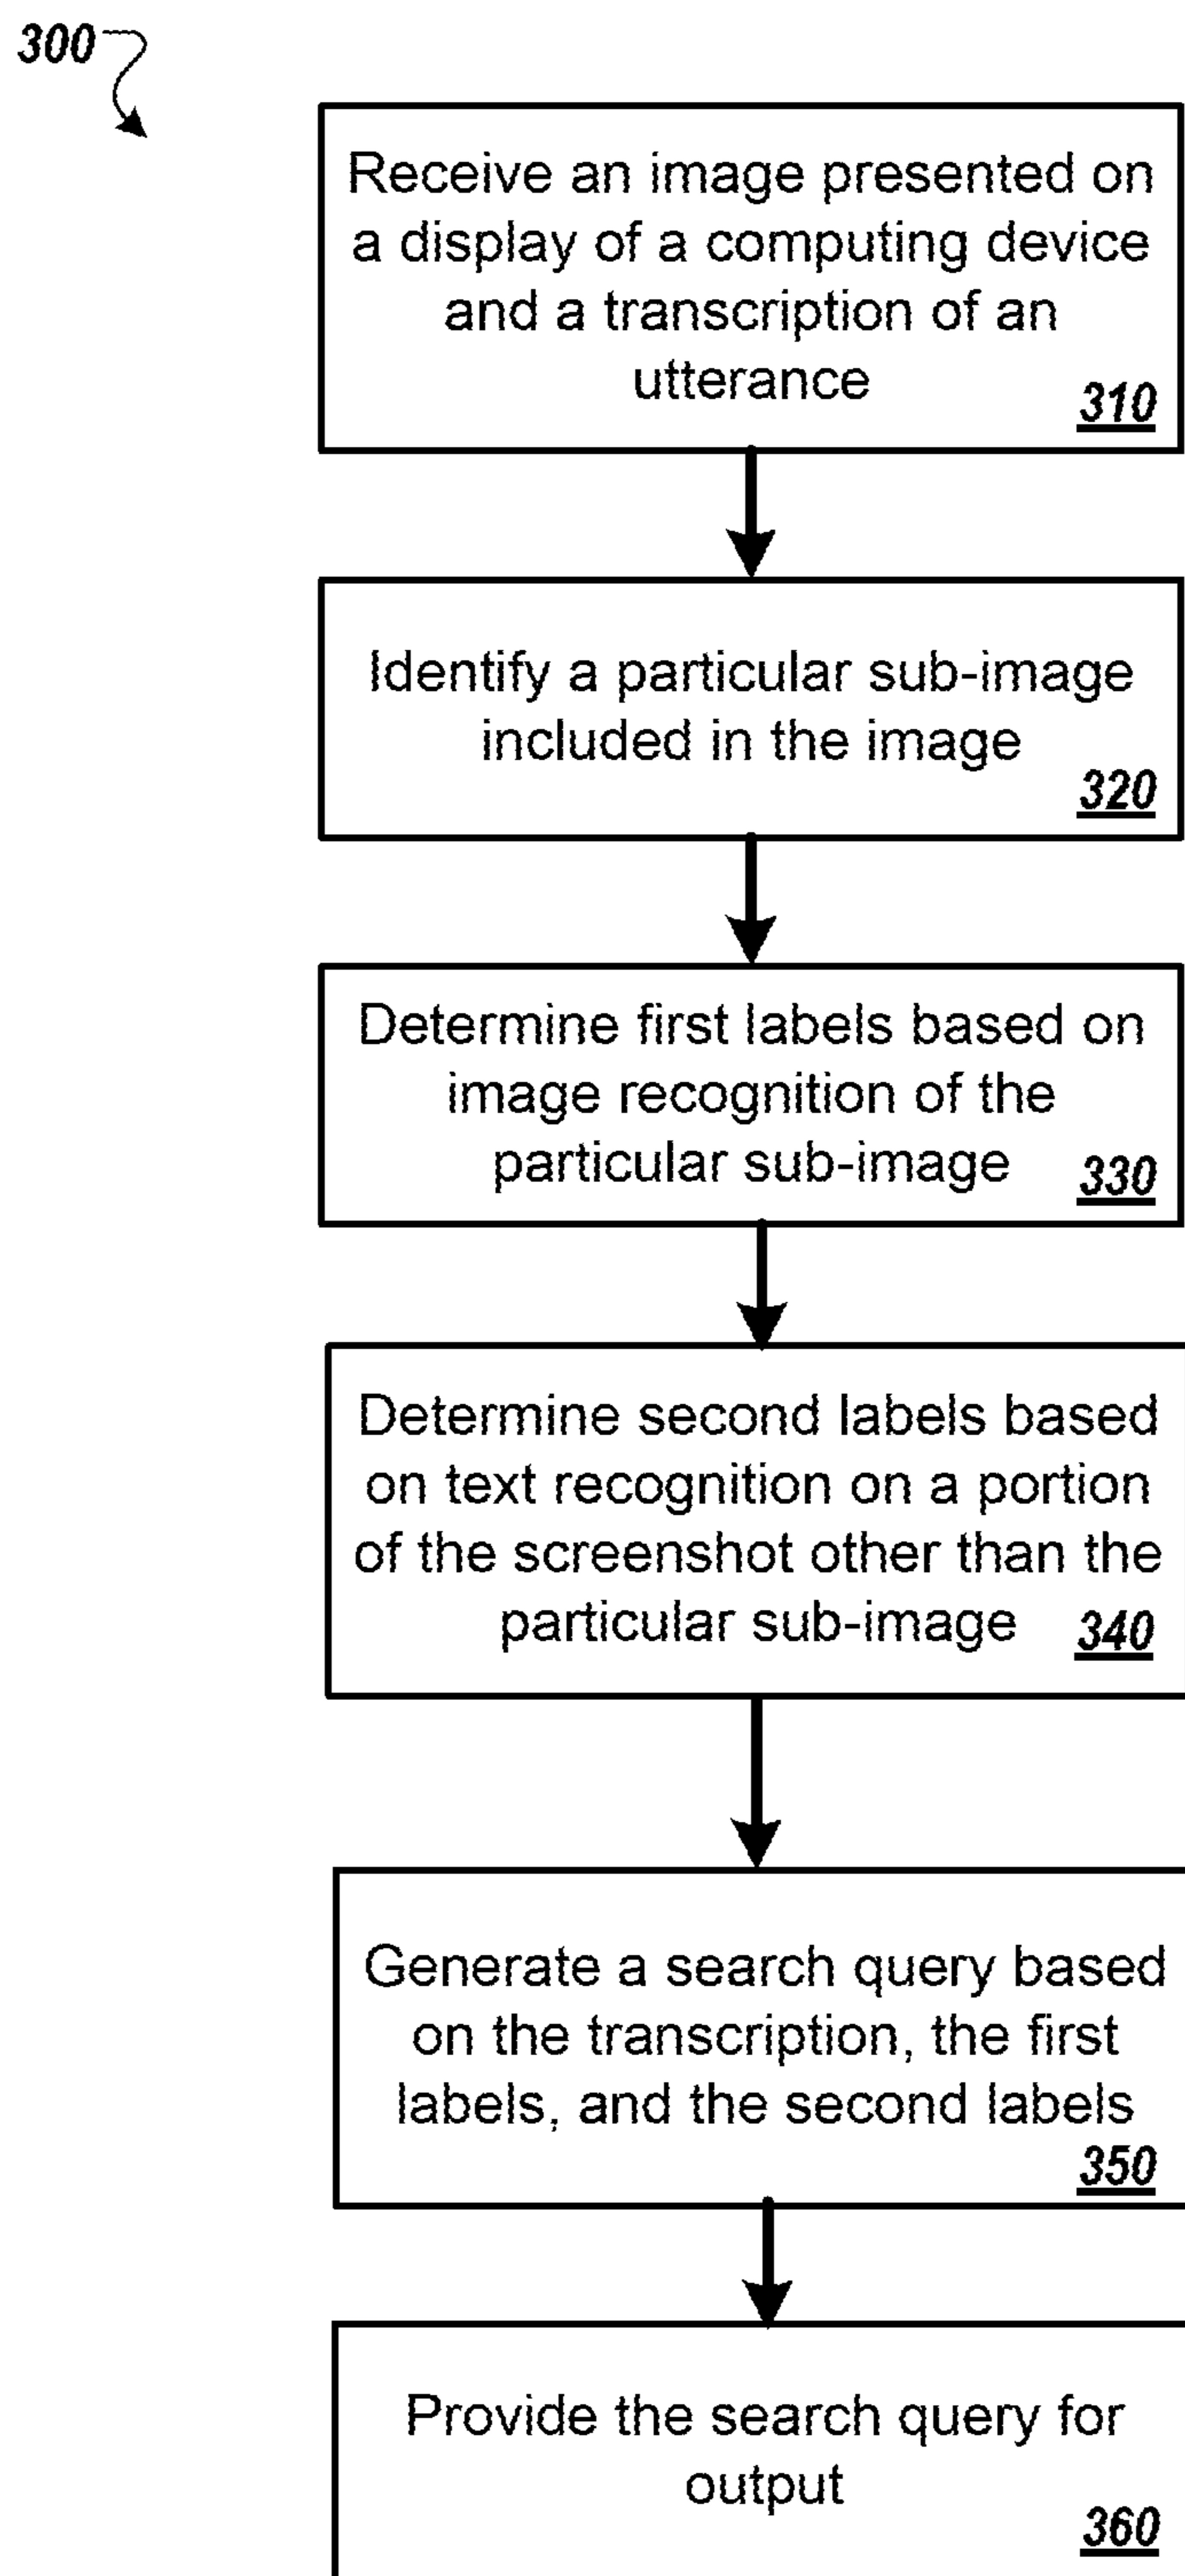 300
Receive an image presented on
a display of a computing device
and a transcription of an
utterance
310
Identify a particular sub-image
included in the image
320
Determine first labels based on
image recognition of the
particular sub-image
330
Determine second labels based
on text recognition on a portion
of the screenshot other than the
particular sub-image
340
Generate a search query based
on the transcription, the first
labels, and the second labels
350
Provide the search query for
output
360